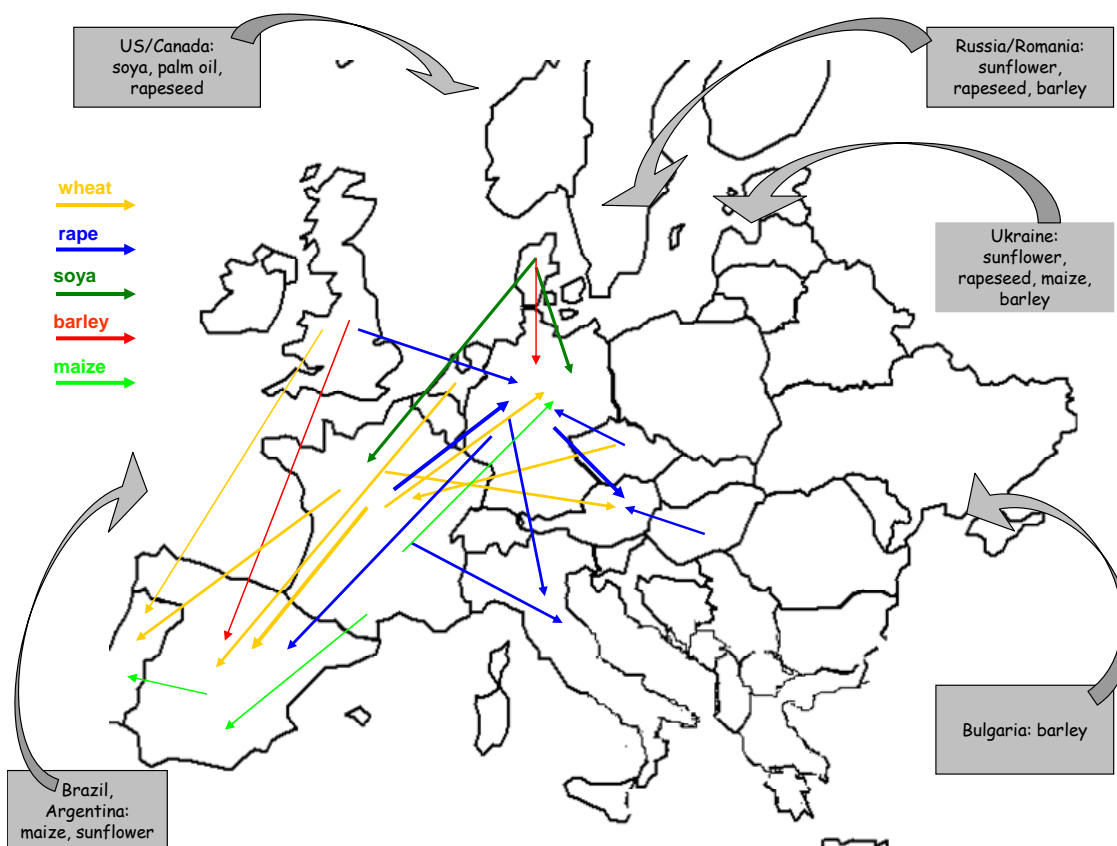 US/Canada:
soya, palm oil,
rapeseed
Russia/Romania:
sunflower,
rapeseed, barley
wheat
rape
soya
barley
maize
Ukraine:
sunflower,
rapeseed, maize,
barley
Bulgaria: barley
Brazil,
Argentina:
maize, sunflower